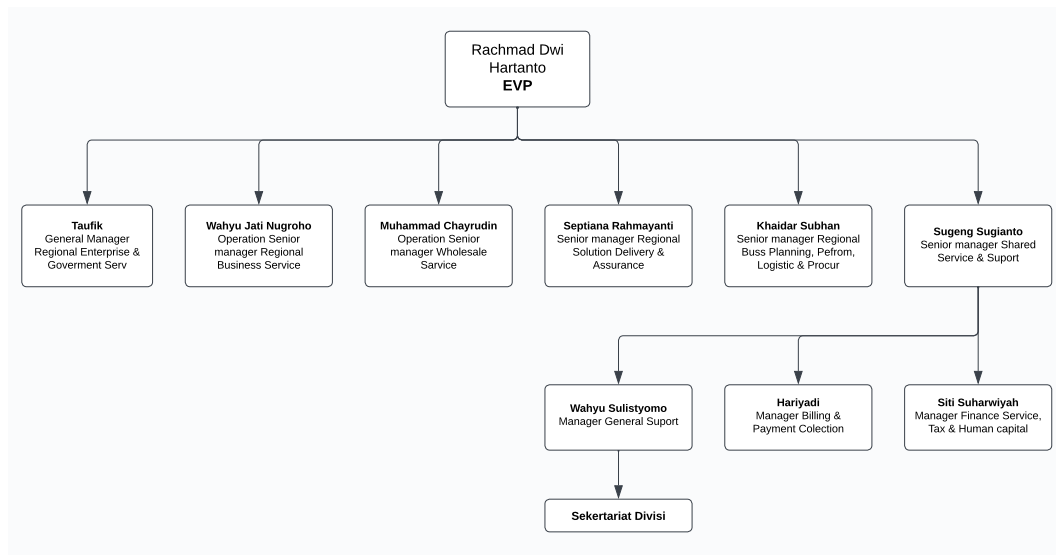 Rachmad Dwi
Hartanto
EVP
Taufik
General Manager
Regional Enterprise &
Goverment Serv
Wahyu Jati Nugroho
Operation Senior
manager Regional
Business Service
Muhammad Chayrudin
Operation Senior
manager Wholesale
Sarvice
Septiana Rahmayanti
Senior manager Regional
Solution Delivery &
Assurance
Khaidar Subhan
Senior manager Regional
Buss Planning, Pefrom,
Logistic & Procur
Sugeng Sugianto
Senior manager Shared
Service & Suport
Wahyu Sulistyomo
Manager General Suport
Hariyadi
Manager Billing &
Payment Colection
Siti Suharwiyah
Manager Finance Service,
Tax & Human capital
Sekertariat Divisi